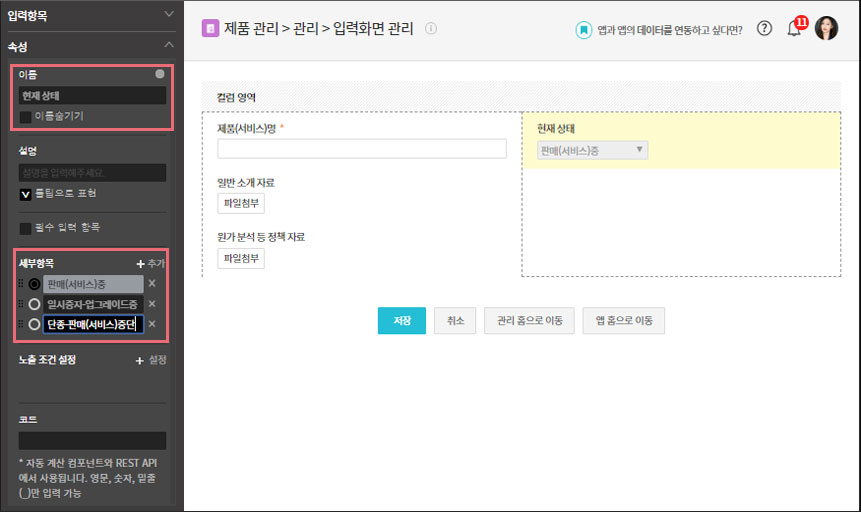 입력항목
속성
이름
현재 상태
이름숨기기
설명
설명을 입력해주세요.
툴팁으로 표현
필수 입력 항목
세부항목
+ 추가
판매(서비스)중
일시중지-업그레이드중
단종-판매(서비스)중단
노출 조건 설정
+ 설정
코드
* 자동 계산 컴포넌트와 REST API
에서 사용됩니다. 영문, 숫자, 밑줄
(_)만 입력 가능
제품 관리 > 관리 > 입력화면 관리
앱과 앱의 데이터를 연동하고 싶다면?
11
컬럼 영역
제품(서비스)명 *
일반 소개 자료
파일첨부
원가 분석 등 정책 자료
파일첨부
현재 상태
판매(서비스)중
저장
취소
관리 홈으로 이동
앱 홈으로 이동